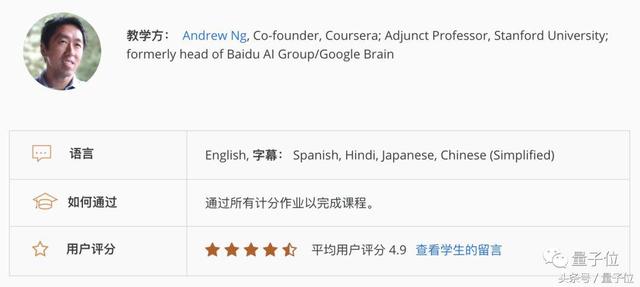 教学方： Andrew Ng, Co-founder, Coursera; Adjunct Professor, Stanford University;
formerly head of Baidu AI Group/Google Brain
语言 English, 字幕： Spanish, Hindi, Japanese, Chinese (Simplified)
如何通过 通过所有计分作业以完成课程。
用户评分 平均用户评分 4.9 查看学生的留言
量子位
头条号 / 量子位